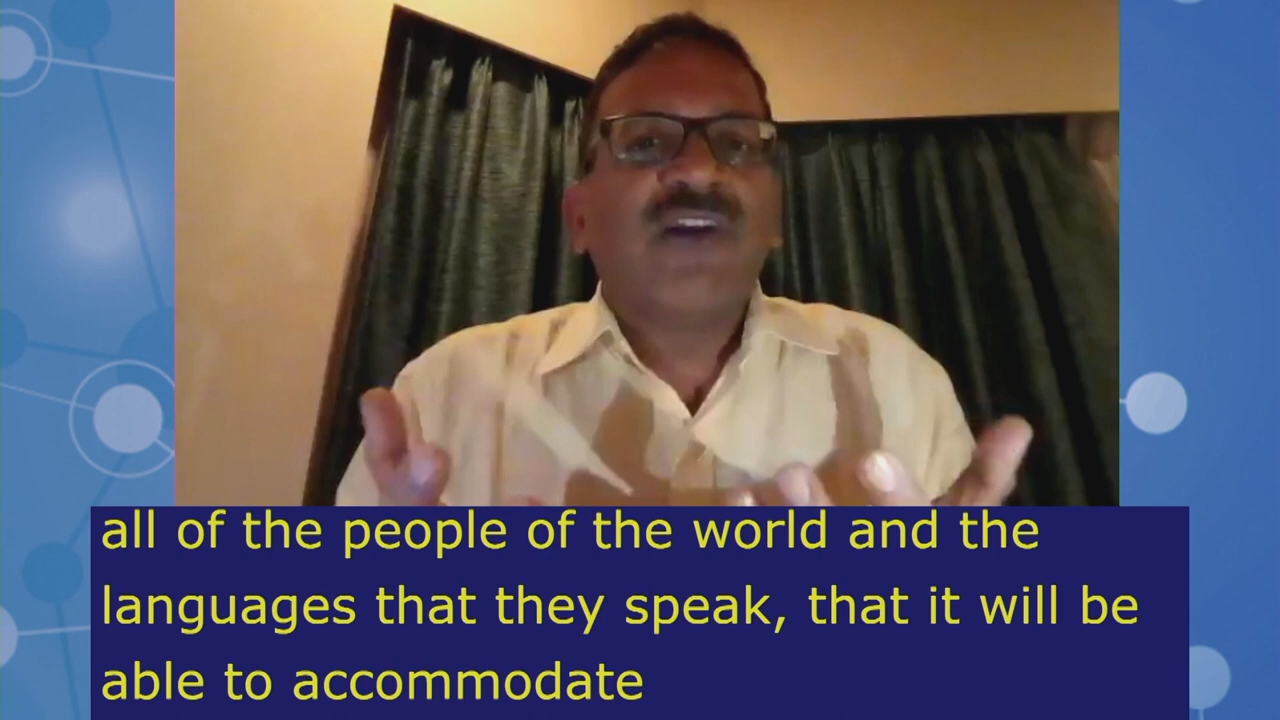 all of the people of the world and the
languages that they speak, that it will be
able to accommodate